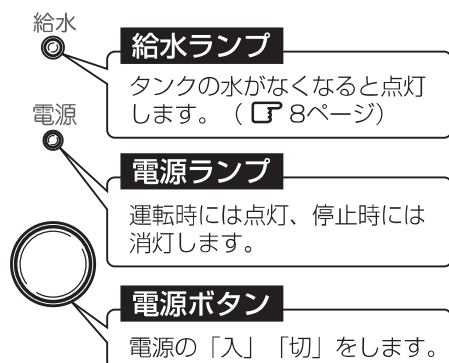 給水
給水ランプ
タンクの水がなくなると点灯
します。（ 8ページ）
電源
電源ランプ
運転時には点灯、停止時には
消灯します。
電源ボタン
電源の「入」「切」をします。